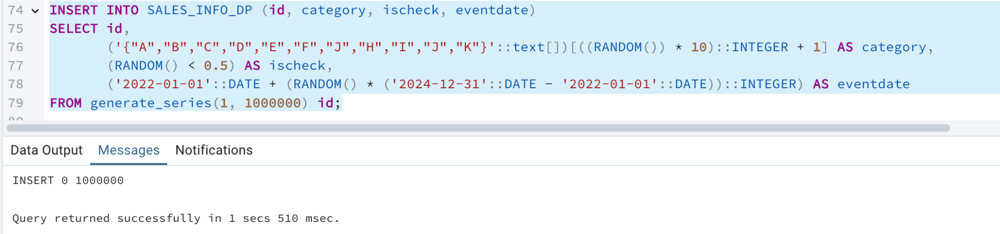 74 INSERT INTO SALES_INFO_DP (id, category, ischeck, eventdate)
75 SELECT id,
76 ('{"A","B","C","D","E","F","J","H","I","J","K"}'::text[])[((RANDOM()) * 10)::INTEGER + 1] AS category,
77 (RANDOM() < 0.5) AS ischeck,
78 ('2022-01-01'::DATE + (RANDOM() * ('2024-12-31'::DATE - '2022-01-01'::DATE))::INTEGER) AS eventdate
79 FROM generate_series(1, 1000000) id;
80
Data Output Messages Notifications
INSERT 0 1000000
Query returned successfully in 1 secs 510 msec.